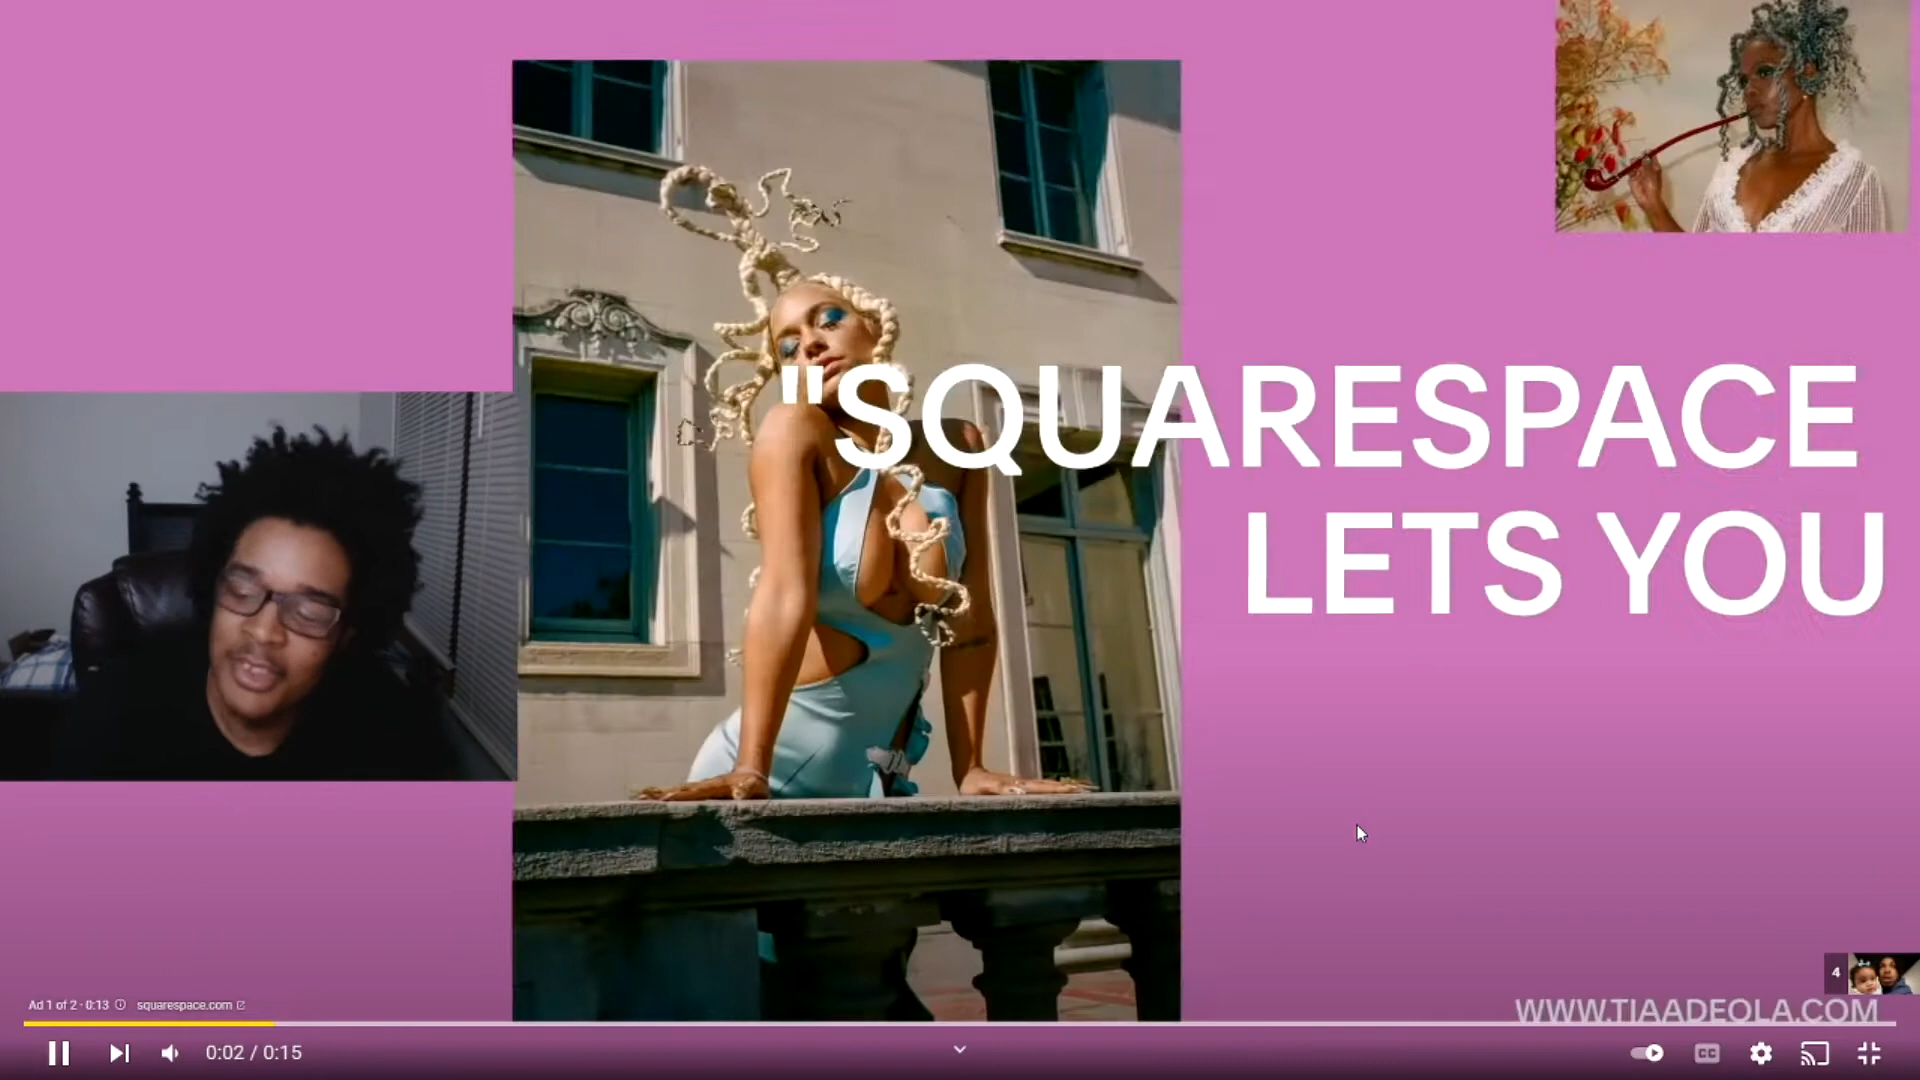 "SQUARESPACE
LETS YOU
4
Ad 1 of 2 · 0:13 squarespace.com
WWW.TIAADEOLA.COM
0:02 / 0:15
CC